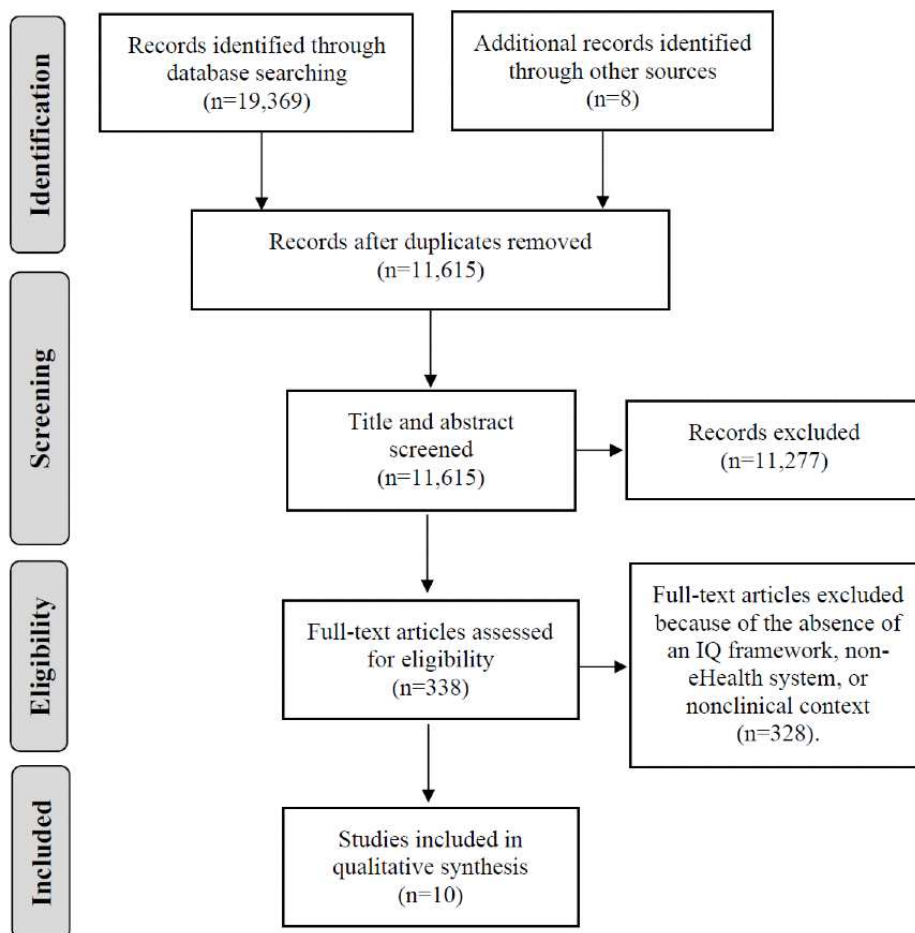 Identification
Records identified through
database searching
(n=19,369)
Additional records identified
through other sources
(n=8)
Records after duplicates removed
(n=11,615)
Screening
Title and abstract
screened
(n=11,615)
Records excluded
(n=11,277)
Eligibility
Full-text articles assessed
for eligibility
(n=338)
Full-text articles excluded
because of the absence of
an IQ framework, non-
eHealth system, or
nonclinical context
(n=328).
Included
Studies included in
qualitative synthesis
(n=10)